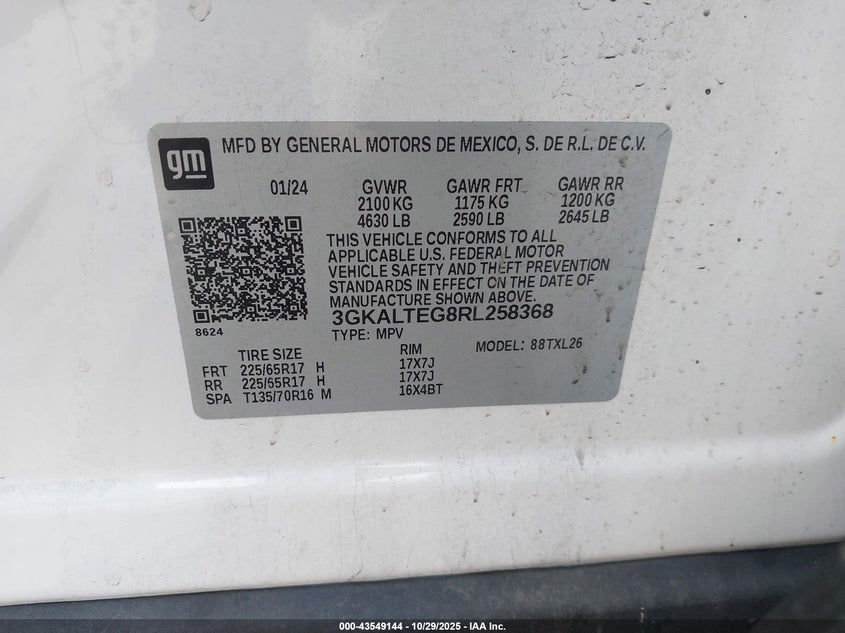 gm
MFD BY GENERAL MOTORS DE MEXICO, S. DE R.L. DE C.V.
01/24 GVWR GAWR FRT GAWR RR
2100 KG 1175 KG 1200 KG
4630 LB 2590 LB 2645 LB
THIS VEHICLE CONFORMS TO ALL
APPLICABLE U.S. FEDERAL MOTOR
VEHICLE SAFETY AND THEFT PREVENTION
STANDARDS IN EFFECT ON THE DATE OF
MANUFACTURE SHOWN ABOVE.
8624
3GKALTEG8RL258368
TYPE: MPV
TIRE SIZE RIM MODEL: 88TXL26
FRT 225/65R17 H 17X7J
RR 225/65R17 H 17X7J
SPA T135/70R16 M 16X4BT
000-43549144 | 10/29/2025 - IAA Inc.